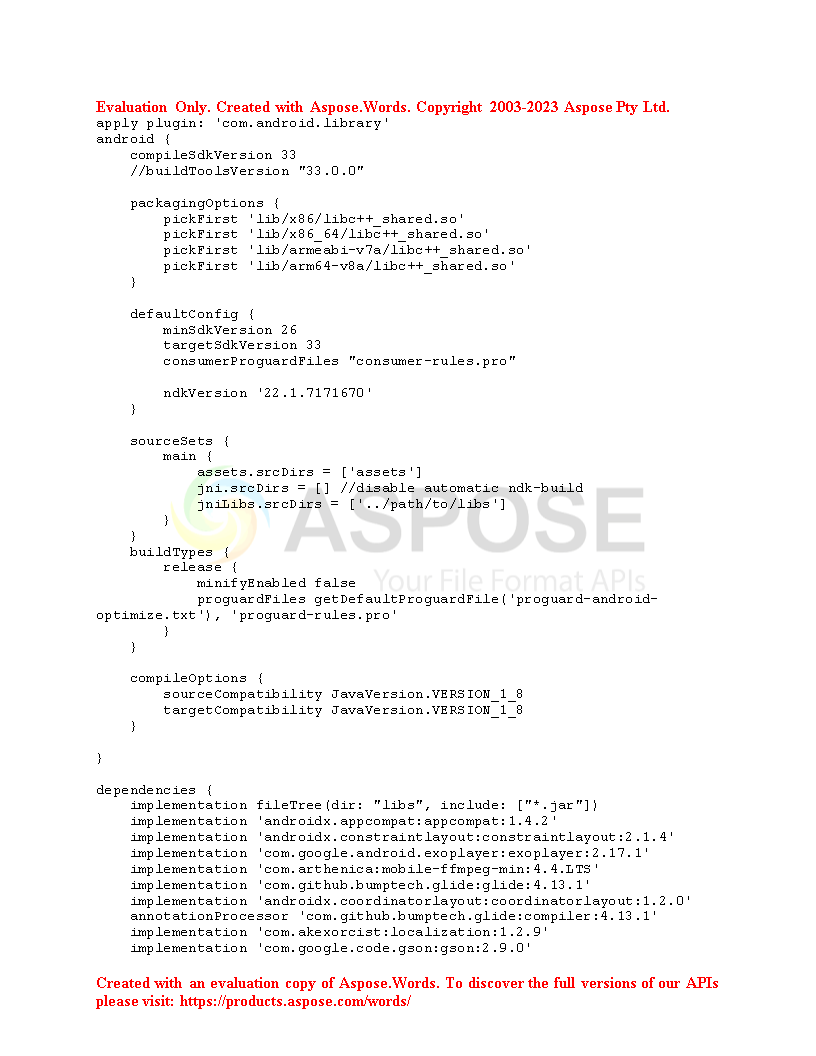 Evaluation Only. Created with Aspose.Words. Copyright 2003-2023 Aspose Pty Ltd.
apply plugin: 'com.android.library'
android {
    compileSdkVersion 33
    //buildToolsVersion "33.0.0"

    packagingOptions {
        pickFirst 'lib/x86/libc++_shared.so'
        pickFirst 'lib/x86_64/libc++_shared.so'
        pickFirst 'lib/armeabi-v7a/libc++_shared.so'
        pickFirst 'lib/arm64-v8a/libc++_shared.so'
    }

    defaultConfig {
        minSdkVersion 26
        targetSdkVersion 33
        consumerProguardFiles "consumer-rules.pro"

        ndkVersion '22.1.7171670'
    }

    sourceSets {
        main {
            assets.srcDirs = ['assets']
            jni.srcDirs = [] //disable automatic ndk-build
            jniLibs.srcDirs = ['../path/to/libs']
        }
    }
ASPOSE
    buildTypes {
        release {
            minifyEnabled false
Your File Format APIs
            proguardFiles getDefaultProguardFile('proguard-android-
optimize.txt'), 'proguard-rules.pro'
        }
    }

    compileOptions {
        sourceCompatibility JavaVersion.VERSION_1_8
        targetCompatibility JavaVersion.VERSION_1_8
    }

}

dependencies {
    implementation fileTree(dir: "libs", include: ["*.jar"])
    implementation 'androidx.appcompat:appcompat:1.4.2'
    implementation 'androidx.constraintlayout:constraintlayout:2.1.4'
    implementation 'com.google.android.exoplayer:exoplayer:2.17.1'
    implementation 'com.arthenica:mobile-ffmpeg-min:4.4.LTS'
    implementation 'com.github.bumptech.glide:glide:4.13.1'
    implementation 'androidx.coordinatorlayout:coordinatorlayout:1.2.0'
    annotationProcessor 'com.github.bumptech.glide:compiler:4.13.1'
    implementation 'com.akexorcist:localization:1.2.9'
    implementation 'com.google.code.gson:gson:2.9.0'

Created with an evaluation copy of Aspose.Words. To discover the full versions of our APIs
please visit: https://products.aspose.com/words/